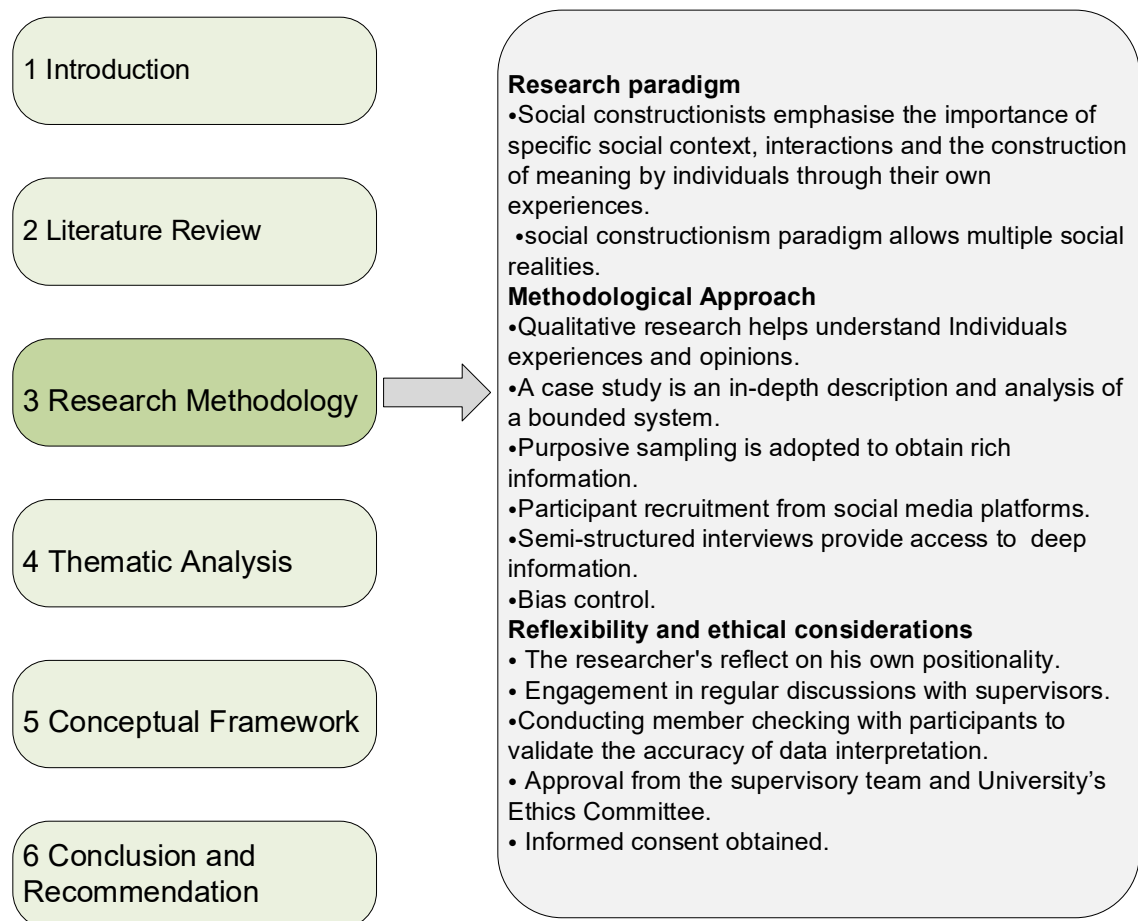 1 Introduction
2 Literature Review
3 Research Methodology
4 Thematic Analysis
5 Conceptual Framework
6 Conclusion and
Recommendation
Research paradigm
•Social constructionists emphasise the importance of
specific social context, interactions and the construction
of meaning by individuals through their own
experiences.
•social constructionism paradigm allows multiple social
realities.
Methodological Approach
•Qualitative research helps understand Individuals
experiences and opinions.
•A case study is an in-depth description and analysis of
a bounded system.
•Purposive sampling is adopted to obtain rich
information.
•Participant recruitment from social media platforms.
•Semi-structured interviews provide access to deep
information.
•Bias control.
Reflexibility and ethical considerations
• The researcher's reflect on his own positionality.
• Engagement in regular discussions with supervisors.
•Conducting member checking with participants to
validate the accuracy of data interpretation.
• Approval from the supervisory team and University’s
Ethics Committee.
• Informed consent obtained.